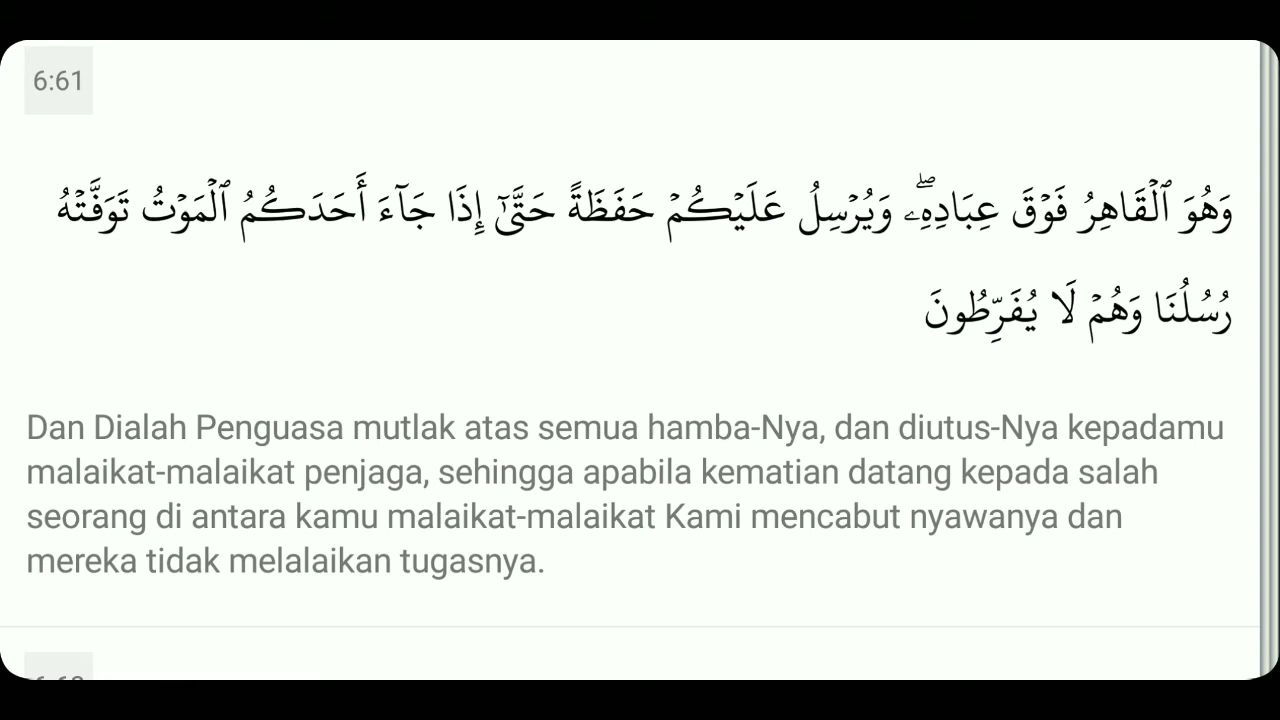 6:61
وَهُوَ ٱلْقَاهِرُ فَوْقَ عِبَادِهِۦۖ وَيُرْسِلُ عَلَيْكُمْ حَفَظَةً حَتَّىٰٓ إِذَا جَآءَ أَحَدَكُمُ ٱلْمَوْتُ تَوَفَّتْهُ
رُسُلُنَا وَهُمْ لَا يُفَرِّطُونَ
Dan Dialah Penguasa mutlak atas semua hamba-Nya, dan diutus-Nya kepadamu
malaikat-malaikat penjaga, sehingga apabila kematian datang kepada salah
seorang di antara kamu malaikat-malaikat Kami mencabut nyawanya dan
mereka tidak melalaikan tugasnya.